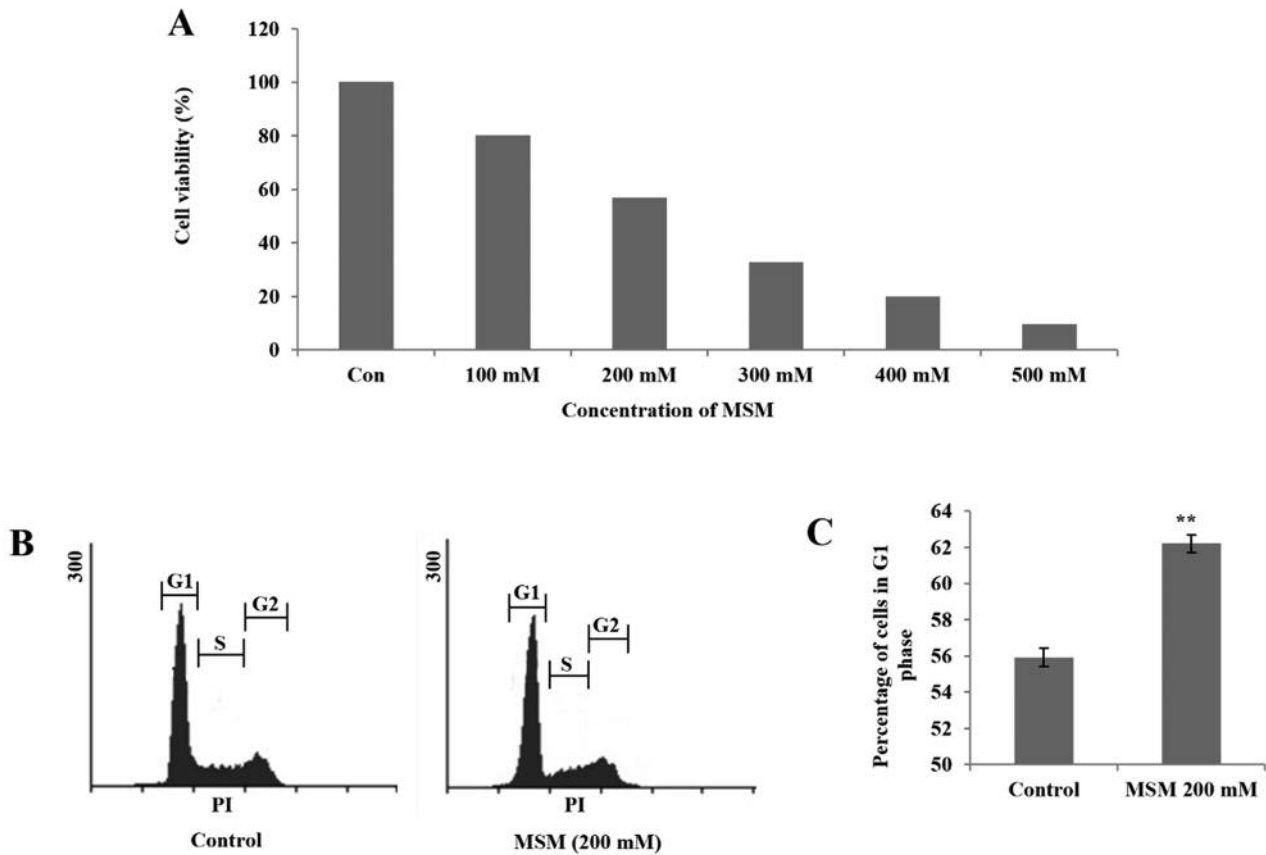 A
Cell viability (%)
120
100
80
60
40
20
0
Con 100 mM 200 mM 300 mM 400 mM 500 mM
Concentration of MSM
B
300
G1
S
G2
PI
Control
300
G1
S
G2
PI
MSM (200 mM)
C
Percentage of cells in G1
phase
64
62
60
58
56
54
52
50
**
Control MSM 200 mM